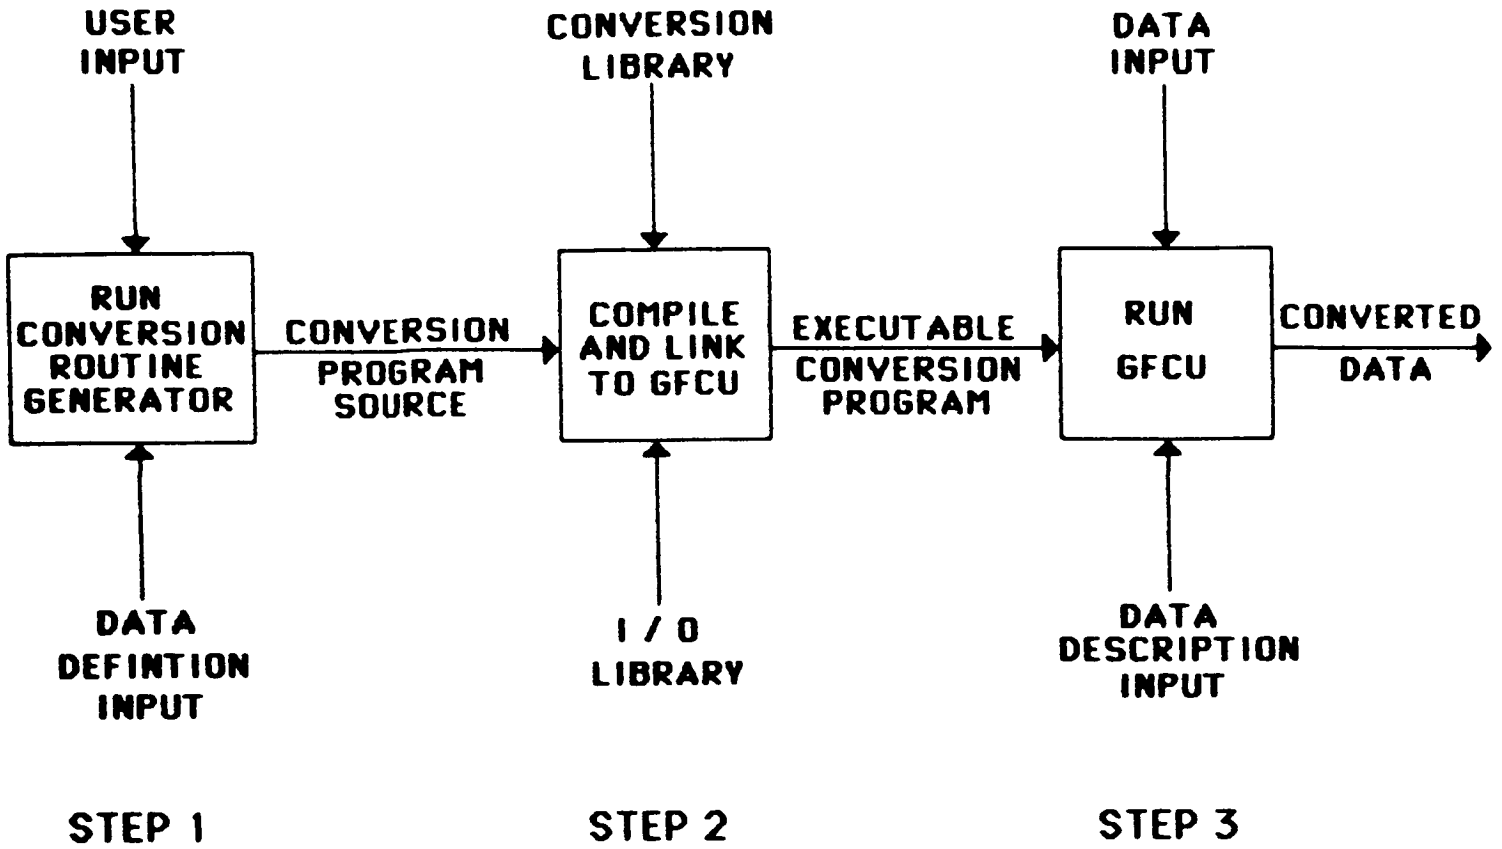 USER
INPUT
CONVERSION
LIBRARY
DATA
INPUT
RUN
CONVERSION
ROUTINE
GENERATOR
CONVERSION
PROGRAM
SOURCE
COMPILE
AND LINK
TO GFCU
EXECUTABLE
CONVERSION
PROGRAM
RUN
GFCU
CONVERTED
DATA
DATA
DEFINTION
INPUT
I / O
LIBRARY
DATA
DESCRIPTION
INPUT
STEP 1
STEP 2
STEP 3